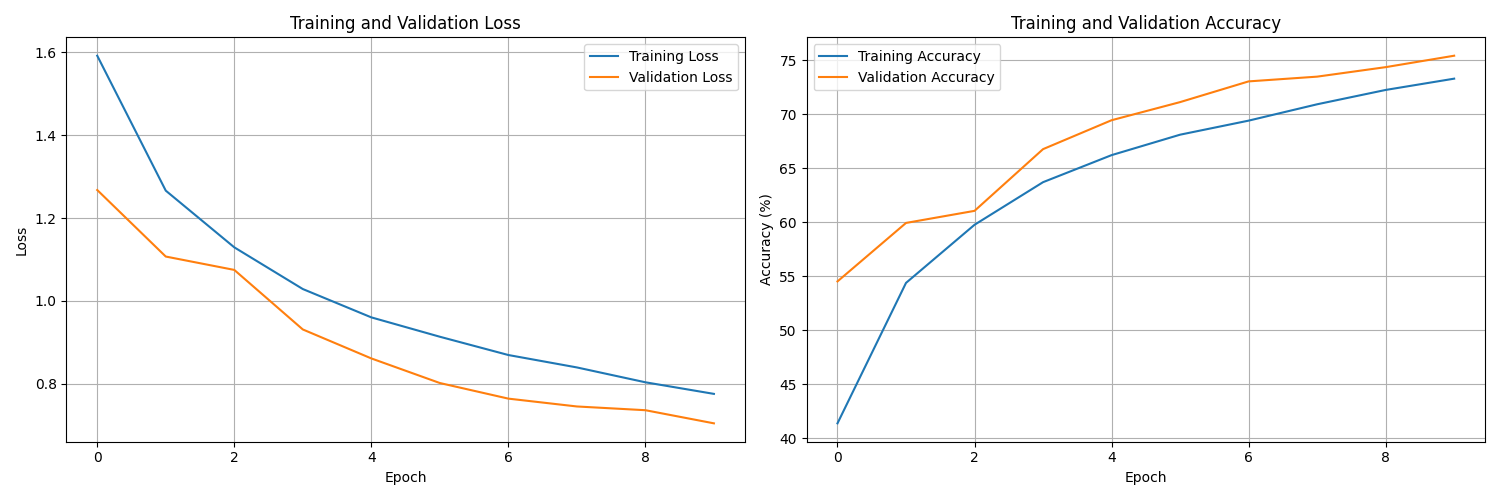 Training and Validation Loss
Training Loss
Validation Loss
1.6
1.4
1.2
1.0
0.8
Loss
0 2 4 6 8
Epoch
Training and Validation Accuracy
Training Accuracy
Validation Accuracy
75
70
65
60
55
50
45
40
Accuracy (%)
0 2 4 6 8
Epoch